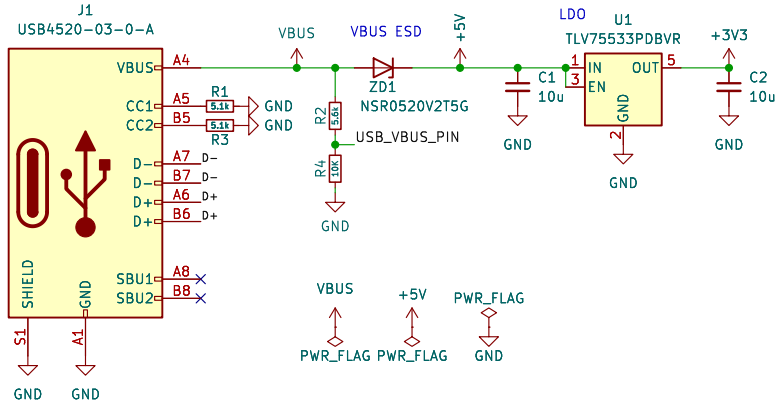 J1
USB4520-03-0-A
VBUS A4
CC1 A5
CC2 B5
D- A7
D- B7
D+ A6
D+ B6
SBU1 A8
SBU2 B8
SHIELD
GND
S1
A1
GND
GND
R1
5.1k
GND
5.1k
GND
R3
D-
D-
D+
D+
VBUS
VBUS ESD
ZD1
NSR0520V2T5G
R2
5.6k
USB_VBUS_PIN
R4
10K
GND
+5V
C1
10u
GND
LDO
U1
TLV75533PDBVR
1 IN
3 EN
OUT 5
GND
2
GND
+3V3
C2
10u
GND
VBUS
PWR_FLAG
+5V
PWR_FLAG
PWR_FLAG
GND